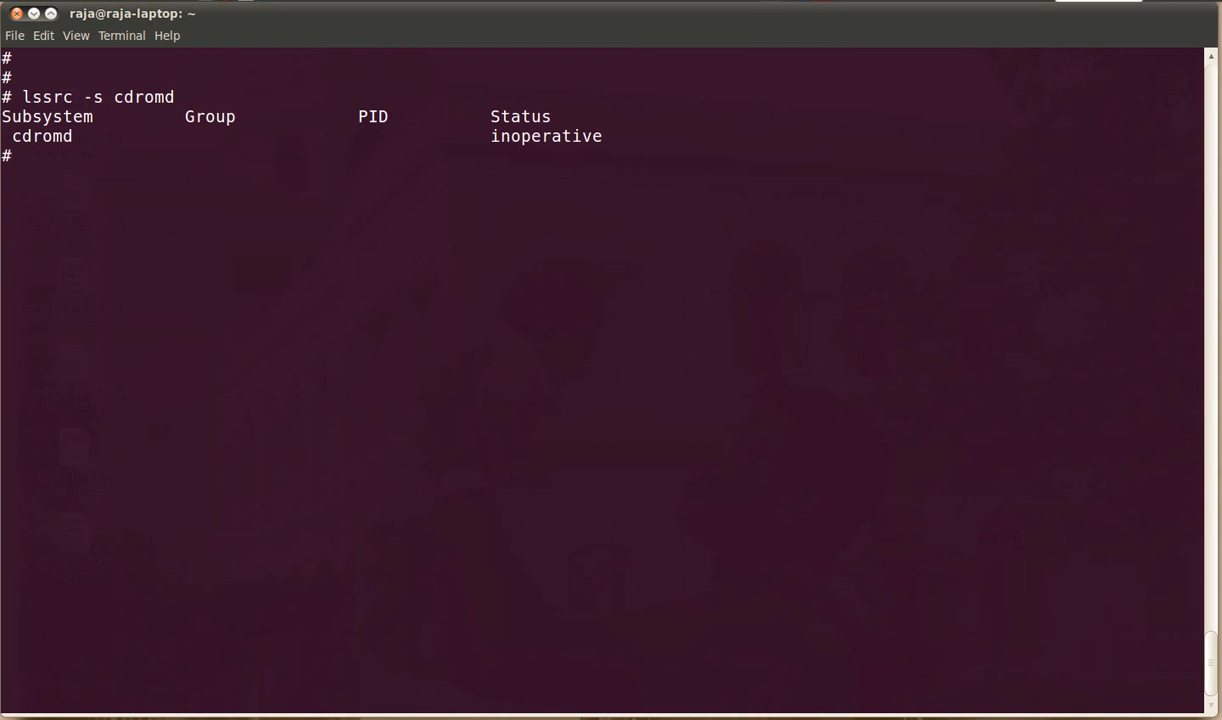 raja@raja-laptop: ~
File Edit View Terminal Help
#
#
# lssrc -s cdromd
Subsystem         Group            PID          Status
 cdromd                                         inoperative
#